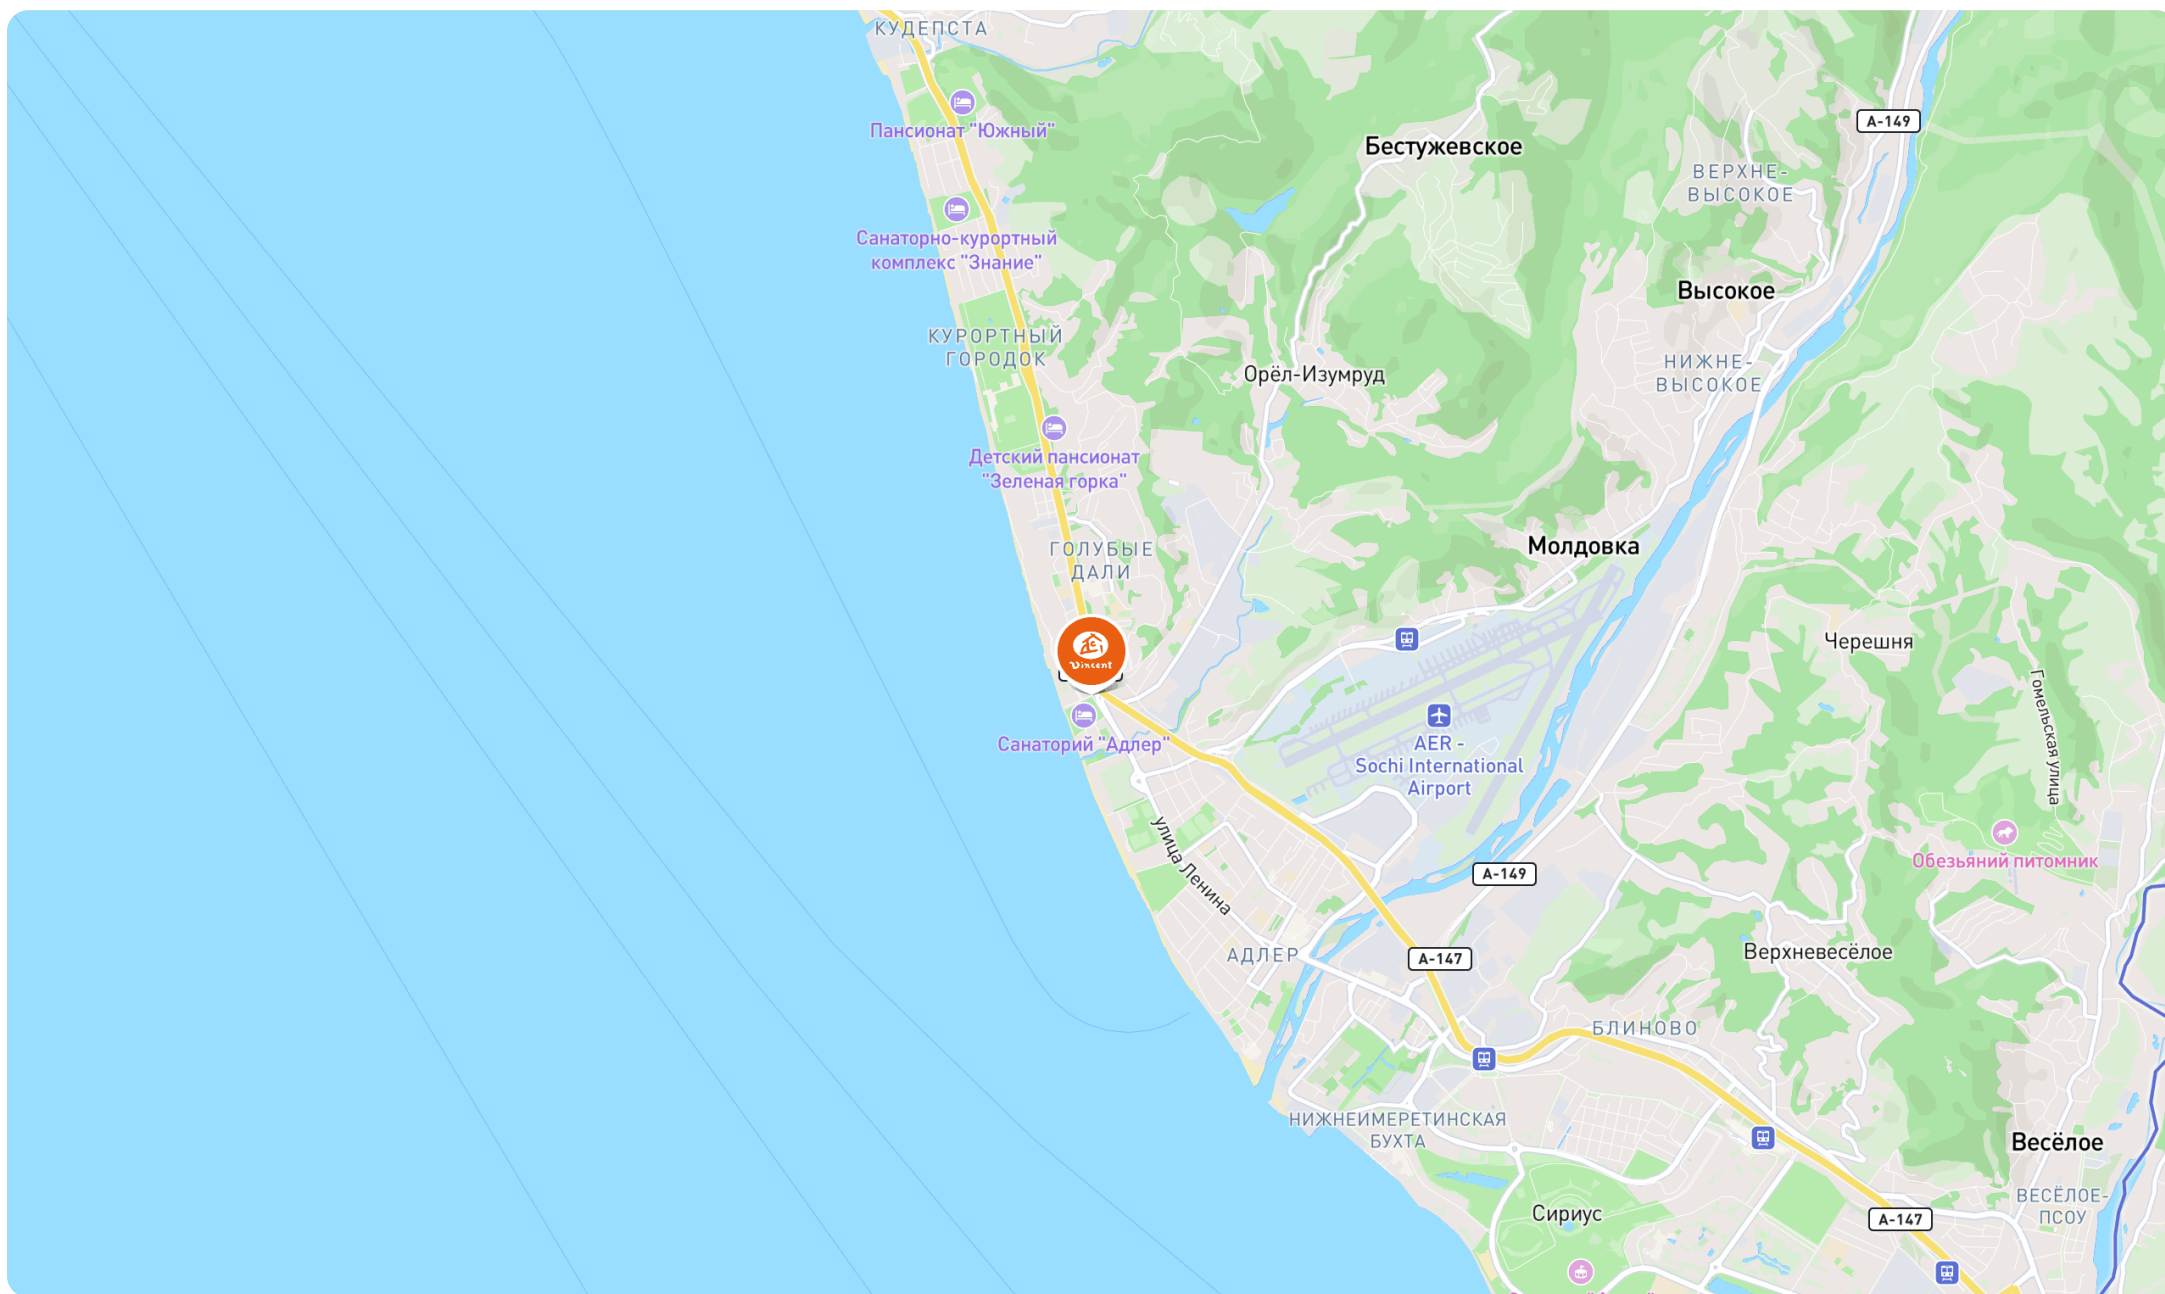 КУДЕПСТА
А-149
Пансионат "Южный"
Бестужевское
ВЕРХНЕ-
ВЫСОКОЕ
Санаторно-курортный
комплекс "Знание"
Высокое
КУРОРТНЫЙ
ГОРОДОК
НИЖНЕ-
ВЫСОКОЕ
Орёл-Изумруд
Детский пансионат
"Зеленая горка"
ГОЛУБЫЕ
ДАЛИ
Молдовка
Черешня
Vincent
Гомельская улица
Санаторий "Адлер"
AER -
Sochi International
Airport
улица Ленина
Обезьяний питомник
А-149
АДЛЕР
А-147
Верхневесёлое
БЛИНОВО
НИЖНЕИМЕРЕТИНСКАЯ
БУХТА
Весёлое
ВЕСЁЛОЕ-
ПСОУ
Сириус
А-147